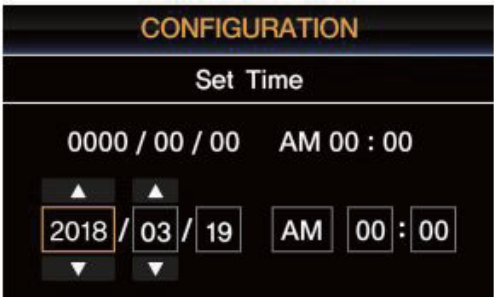 CONFIGURATION
Set Time
0000 / 00 / 00 AM 00 : 00
2018 / 03 / 19 AM 00 : 00